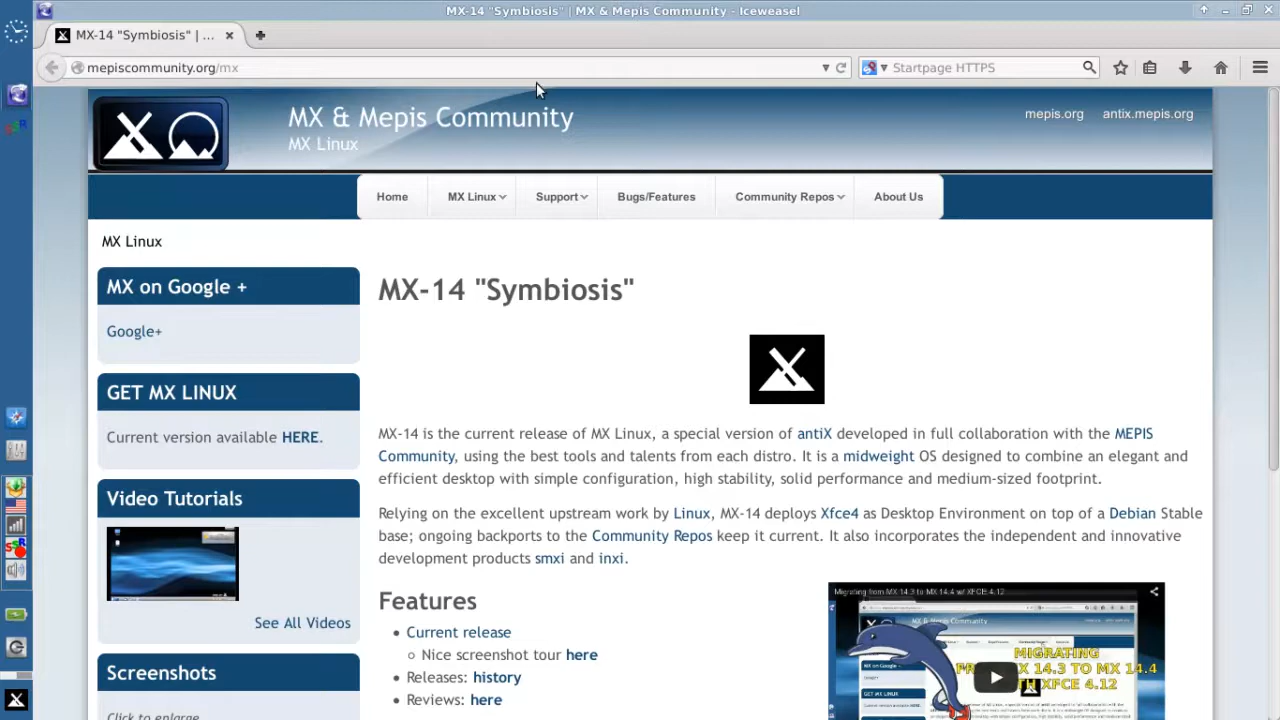 MX-14 "Symbiosis" | MX & Mepis Community - Iceweasel
MX-14 "Symbiosis" | ...
mepiscommunity.org/mx
Startpage HTTPS
MX & Mepis Community
MX Linux
mepis.org antix.mepis.org
Home MX Linux Support Bugs/Features Community Repos About Us
MX Linux
MX on Google +
Google+
GET MX LINUX
Current version available HERE.
Video Tutorials
See All Videos
Screenshots
Click to enlarge
MX-14 "Symbiosis"
MX-14 is the current release of MX Linux, a special version of antiX developed in full collaboration with the MEPIS
Community, using the best tools and talents from each distro. It is a midweight OS designed to combine an elegant and
efficient desktop with simple configuration, high stability, solid performance and medium-sized footprint.
Relying on the excellent upstream work by Linux, MX-14 deploys Xfce4 as Desktop Environment on top of a Debian Stable
base; ongoing backports to the Community Repos keep it current. It also incorporates the independent and innovative
development products smxi and inxi.
Features
Current release
Nice screenshot tour here
Releases: history
Reviews: here
Migrating from MX 14.3 to MX 14.4 w/ XFCE 4.12
MX & Mepis Community
MIGRATING
MX 14.3 TO MX 14.4
XFCE 4.12